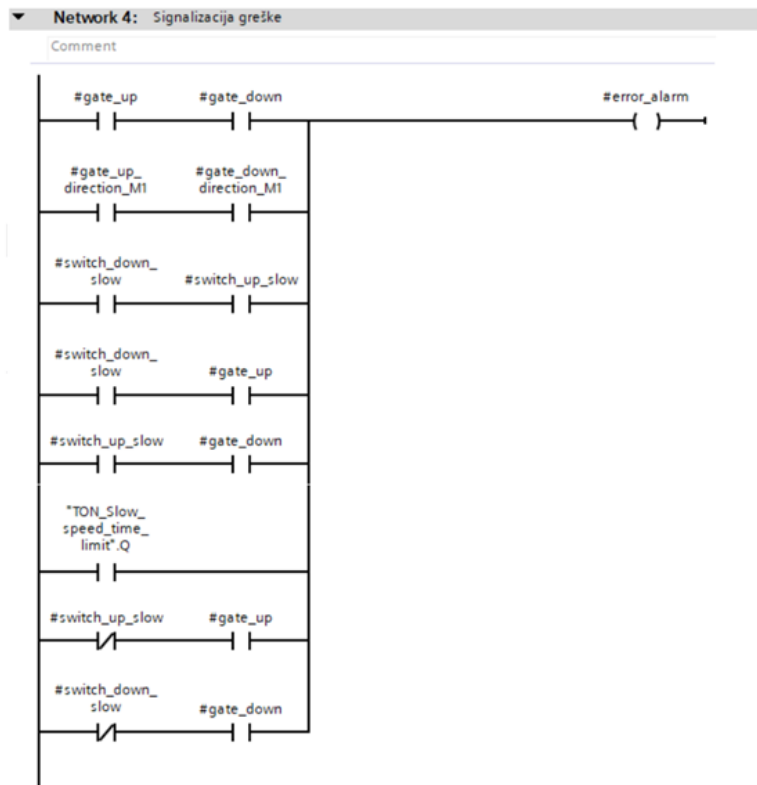 Network 4: Signalizacija greške
Comment
#gate_up #gate_down #error_alarm
#gate_up_
direction_M1
#gate_down_
direction_M1
#switch_down_
slow
#switch_up_slow
#switch_down_
slow
#gate_up
#switch_up_slow #gate_down
"TON_Slow_
speed_time_
limit".Q
#switch_up_slow #gate_up
#switch_down_
slow
#gate_down